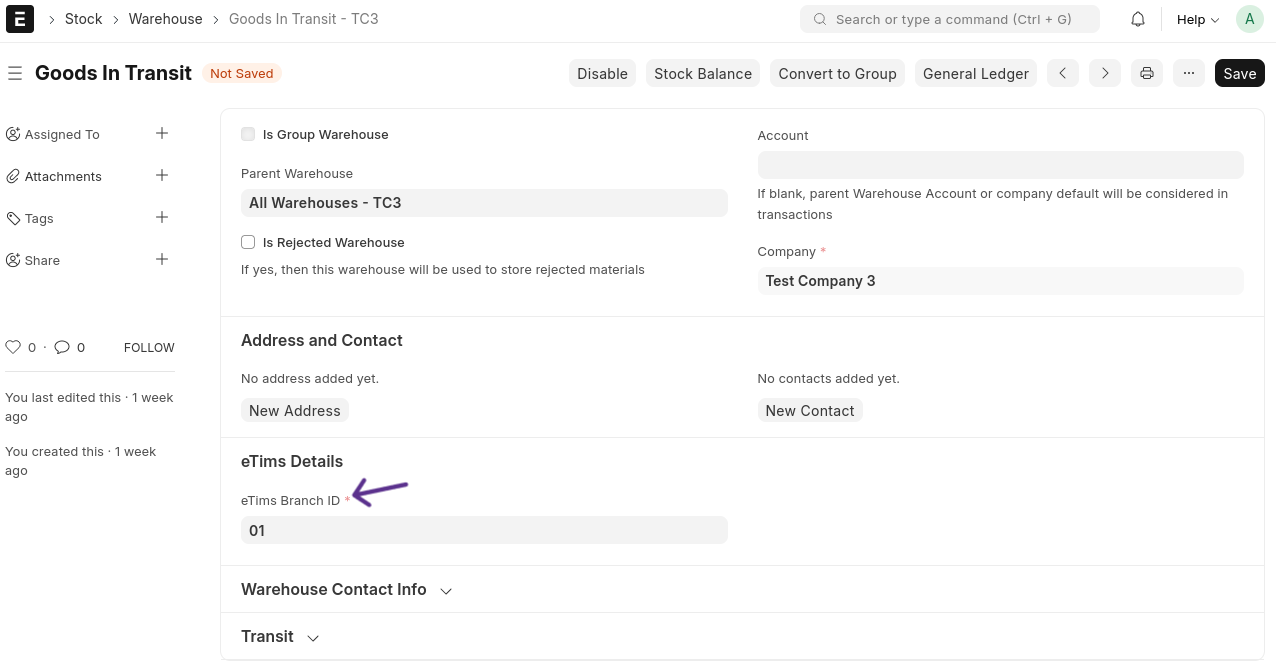 E
Stock
Warehouse
Goods In Transit - TC3
Search or type a command (Ctrl + G)
Help
A
Goods In Transit
Not Saved
Disable
Stock Balance
Convert to Group
General Ledger
Save
Assigned To
Attachments
Tags
Share
0 · 0
FOLLOW
You last edited this · 1 week
ago
You created this · 1 week
ago
Is Group Warehouse
Parent Warehouse
All Warehouses - TC3
Is Rejected Warehouse
If yes, then this warehouse will be used to store rejected materials
Account
If blank, parent Warehouse Account or company default will be considered in
transactions
Company *
Test Company 3
Address and Contact
No address added yet.
New Address
No contacts added yet.
New Contact
eTims Details
eTims Branch ID *
01
Warehouse Contact Info
Transit